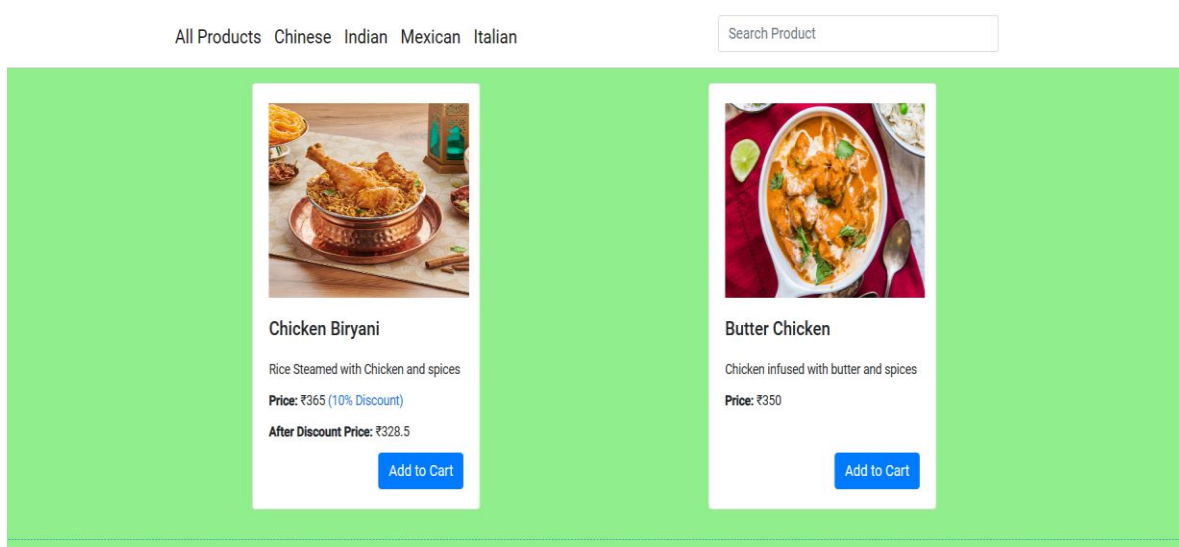 All Products Chinese Indian Mexican Italian
Search Product
Chicken Biryani
Rice Steamed with Chicken and spices
Price: ₹365 (10% Discount)
After Discount Price: ₹328.5
Add to Cart
Butter Chicken
Chicken infused with butter and spices
Price: ₹350
Add to Cart